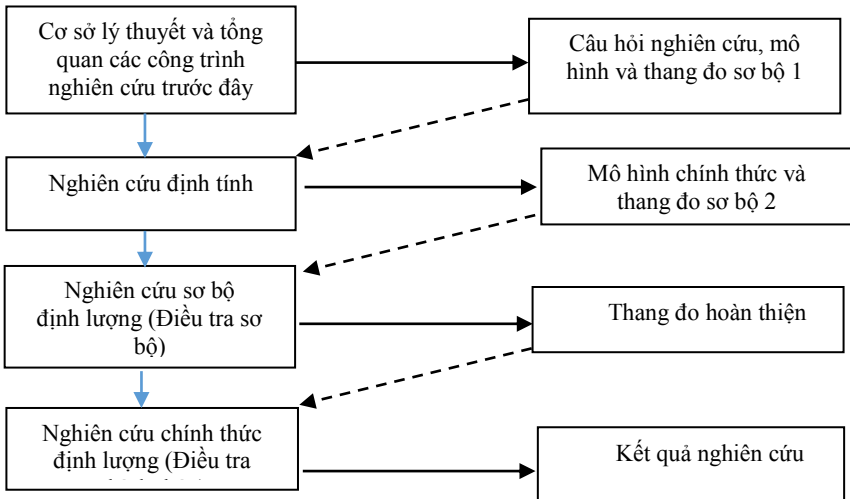 Cơ sở lý thuyết và tổng
quan các công trình
nghiên cứu trước đây
Câu hỏi nghiên cứu, mô
hình và thang đo sơ bộ 1
Nghiên cứu định tính
Mô hình chính thức và
thang đo sơ bộ 2
Nghiên cứu sơ bộ
định lượng (Điều tra sơ
bộ)
Thang đo hoàn thiện
Nghiên cứu chính thức
định lượng (Điều tra
Kết quả nghiên cứu